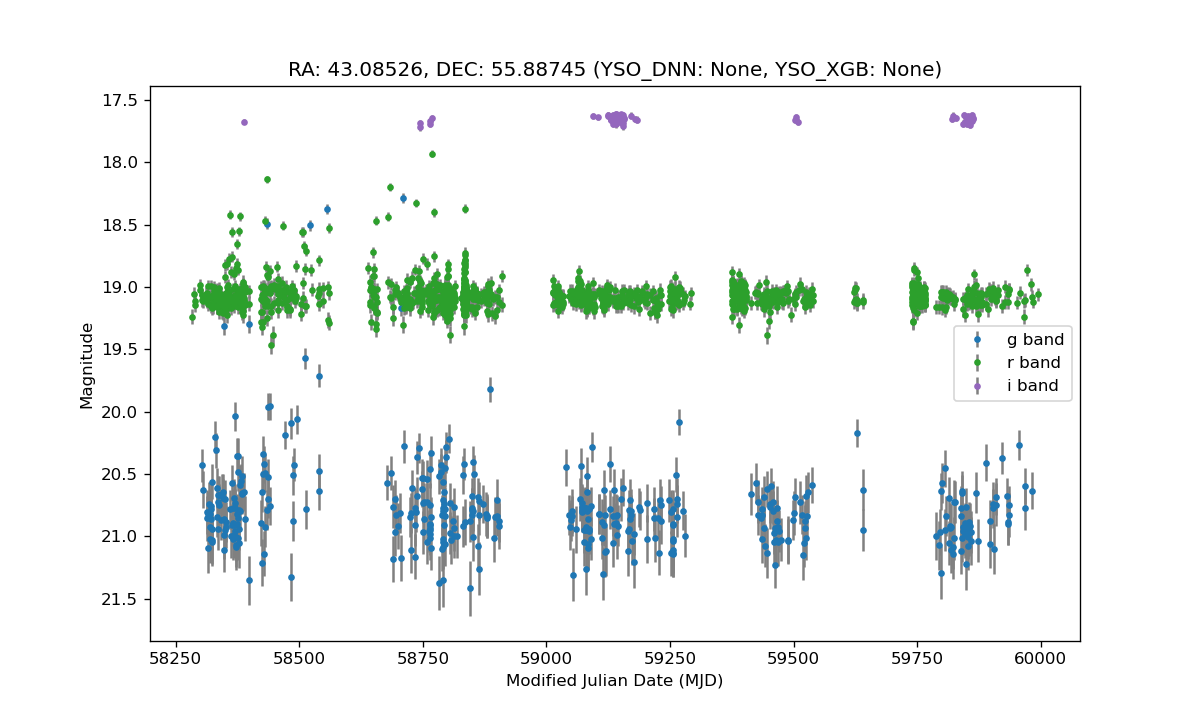 RA: 43.08526, DEC: 55.88745 (YSO_DNN: None, YSO_XGB: None)
17.5
18.0
18.5
19.0
19.5
20.0
20.5
21.0
21.5
Magnitude
g band
r band
i band
58250 58500 58750 59000 59250 59500 59750 60000
Modified Julian Date (MJD)